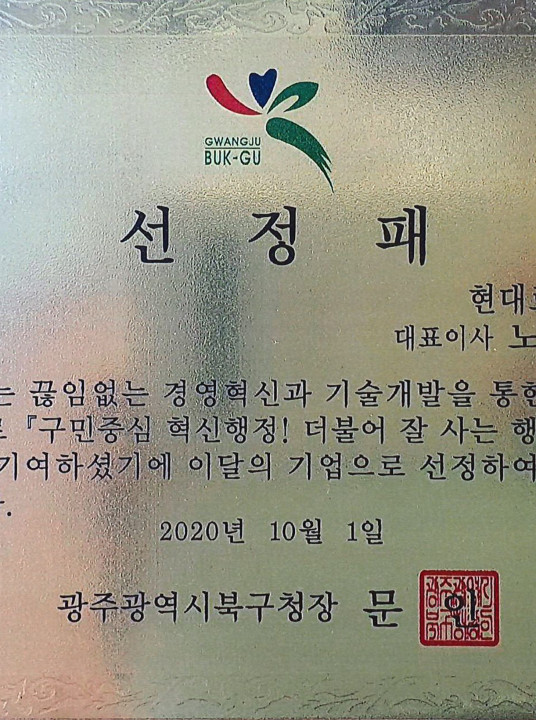 GWANGJU
BUK-GU
선 정 패
현대
대표이사 노
는 끊임없는 경영혁신과 기술개발을 통한
로 『구민중심 혁신행정! 더불어 잘 사는 행
기여하셨기에 이달의 기업으로 선정하여
.
2020년 10월 1일
광주광역시북구청장 문 인